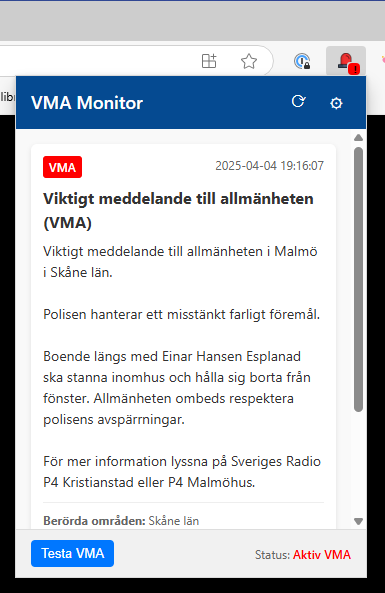 libr
VMA Monitor
VMA
2025-04-04 19:16:07
Viktigt meddelande till allmänheten
(VMA)
Viktigt meddelande till allmänheten i Malmö
i Skåne län.
Polisen hanterar ett misstänkt farligt föremål.
Boende längs med Einar Hansen Esplanad
ska stanna inomhus och hålla sig borta från
fönster. Allmänheten ombeds respektera
polisens avspärrningar.
För mer information lyssna på Sveriges Radio
P4 Kristianstad eller P4 Malmöhus.
Berörda områden: Skåne län
Testa VMA
Status: Aktiv VMA